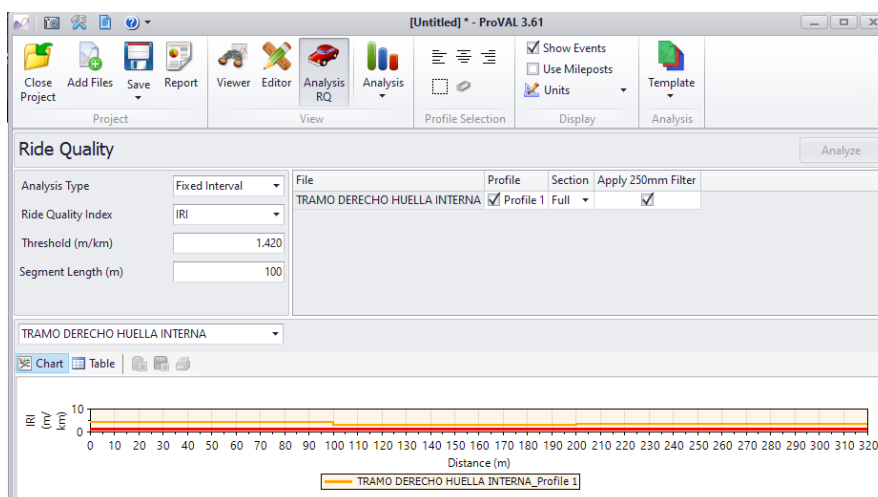 [Untitled] * - ProVAL 3.61
Close Project
Add Files
Save
Report
Viewer
Editor
Analysis RQ
Analysis
Show Events
Use Mileposts
Units
Template
Project
View
Profile Selection
Display
Analysis
Ride Quality
Analyze
Analysis Type Fixed Interval
Ride Quality Index IRI
Threshold (m/km) 1.420
Segment Length (m) 100
File Profile Section Apply 250mm Filter
TRAMO DERECHO HUELLA INTERNA Profile 1 Full
TRAMO DERECHO HUELLA INTERNA
Chart Table
IRI (m/km)
10
0
0 10 20 30 40 50 60 70 80 90 100 110 120 130 140 150 160 170 180 190 200 210 220 230 240 250 260 270 280 290 300 310 320
Distance (m)
TRAMO DERECHO HUELLA INTERNA_Profile 1